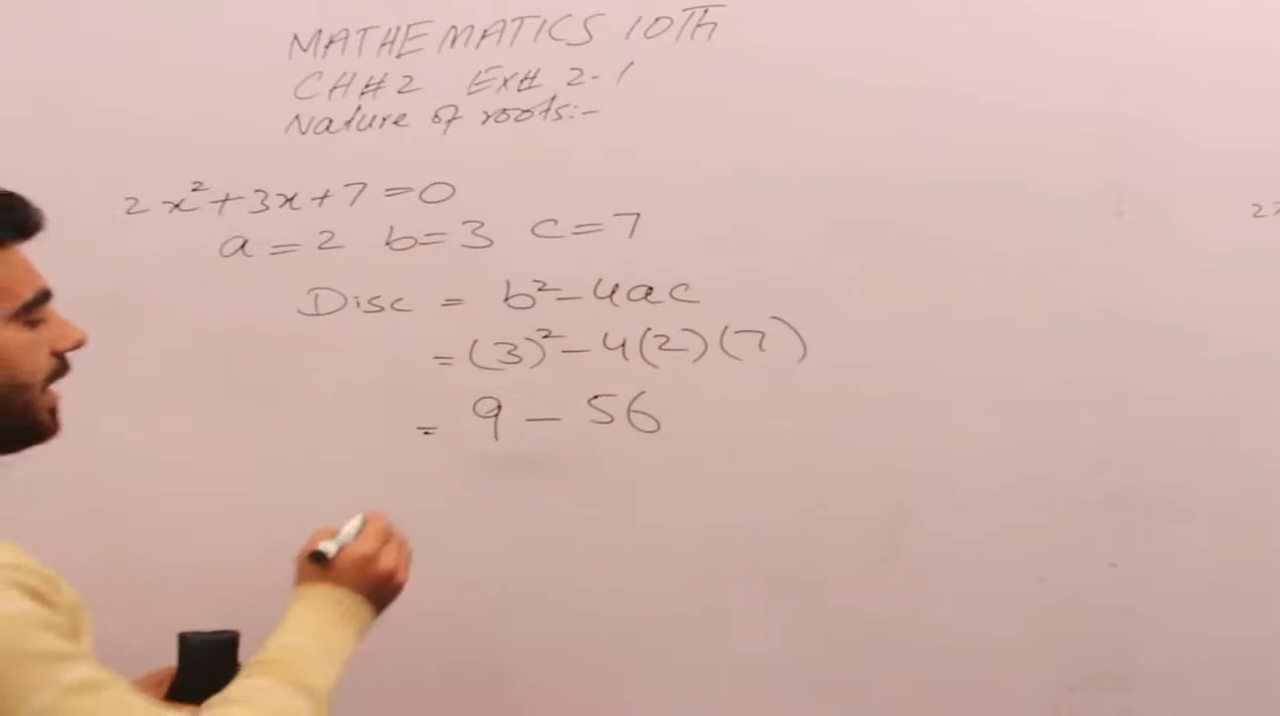 MATHEMATICS 10Th
CH#2 EX# 2.1
Nature of roots:-
2x²+3x+7=0
a=2 b=3 c=7
Disc = b²-4ac
=(3)²-4(2)(7)
= 9-56